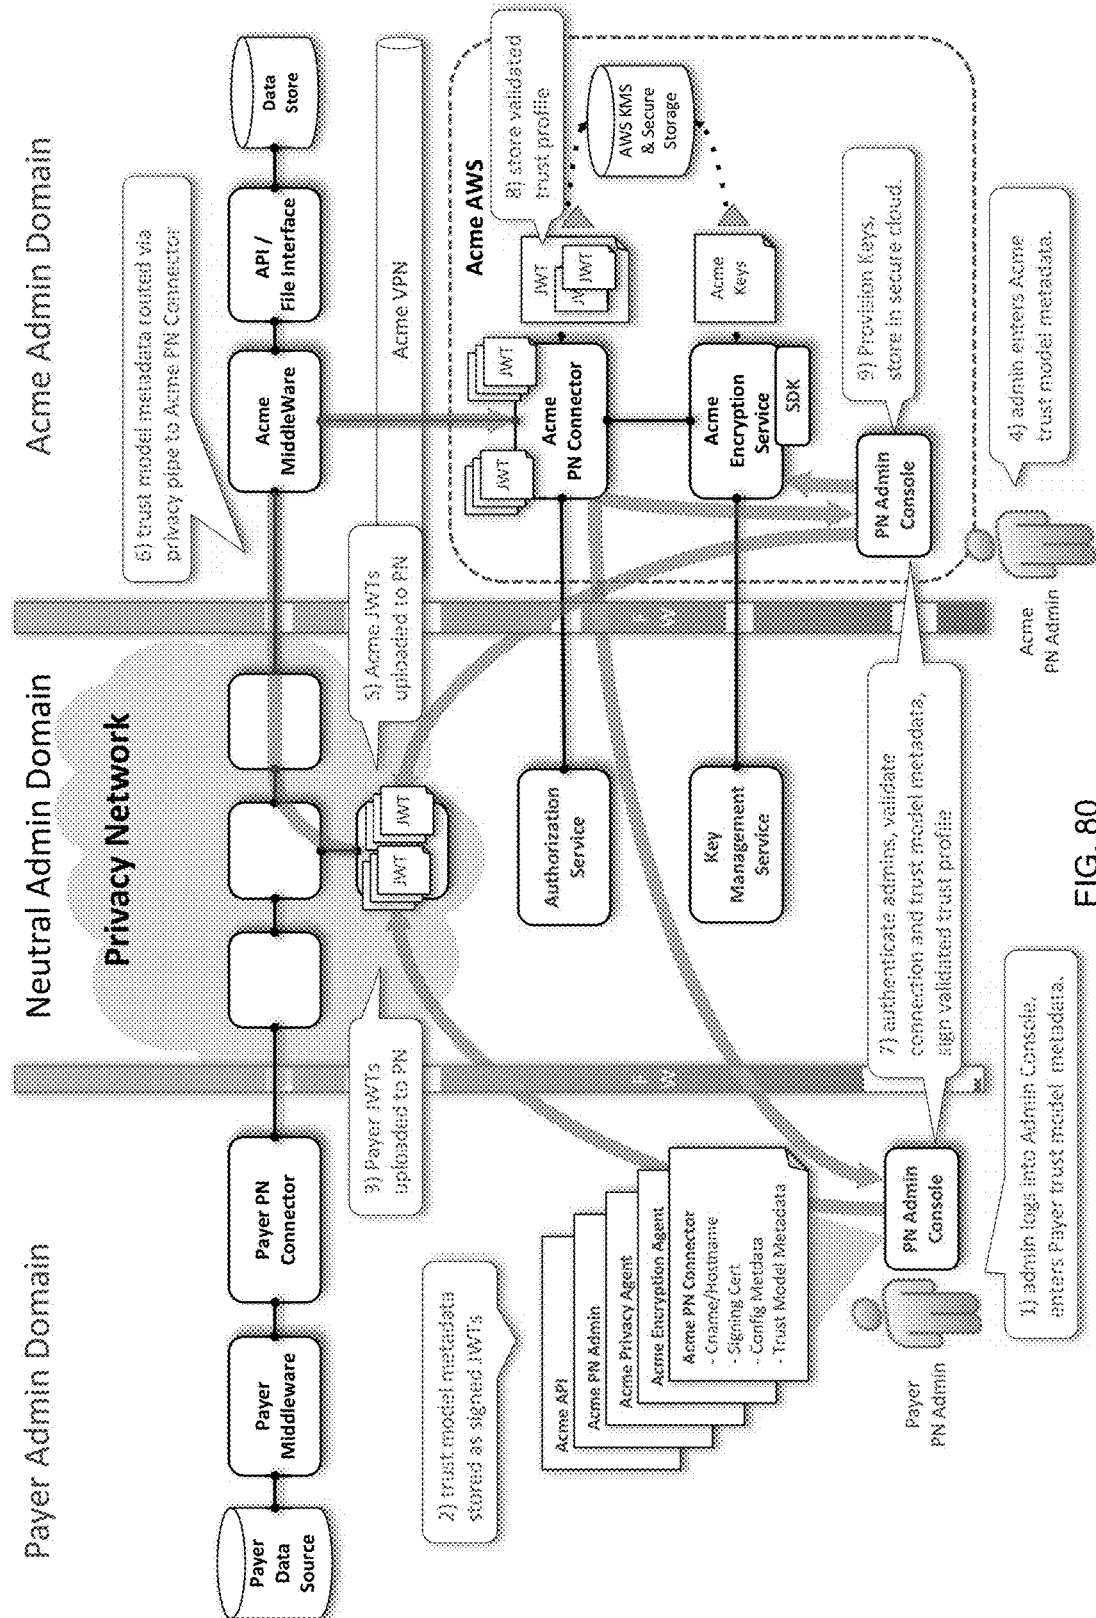 Payer Admin Domain
Neutral Admin Domain
Acme Admin Domain
Privacy Network
Payer
Data
Source
Payer
Middleware
Payer PN
Connector
Acme
MiddleWare
API /
File Interface
Data
Store
6) trust model metadata routed via
privacy pipe to Acme PN Connector
2) trust model metadata
stored as signed JWTs
3) Payer JWTs
uploaded to PN
JWT
JWT
5) Acme JWTs
uploaded to PN
Acme VPN
Acme AWS
8) store validated
trust profile
JWT
JWT
Acme
PN Connector
JWT
JWT
AWS KMS
& Secure
Storage
Authorization
Service
Key
Management
Service
Acme
Encryption
Service
SDK
Acme
Keys
Acme API
Acme PN Admin
Acme Privacy Agent
Acme Encryption Agent
Acme PN Connector
- Cname/Hostname
- Signing Cert
- Config Metdata
- Trust Model Metadata
PN Admin
Console
7) authenticate admins, validate
connection and trust model metadata,
sign validated trust profile
PN Admin
Console
9) Provision Keys,
store in secure cloud.
Payer
PN Admin
1) admin logs into Admin Console,
enters Payer trust model metadata.
Acme
PN Admin
4) admin enters Acme
trust model metadata.
FIG. 80